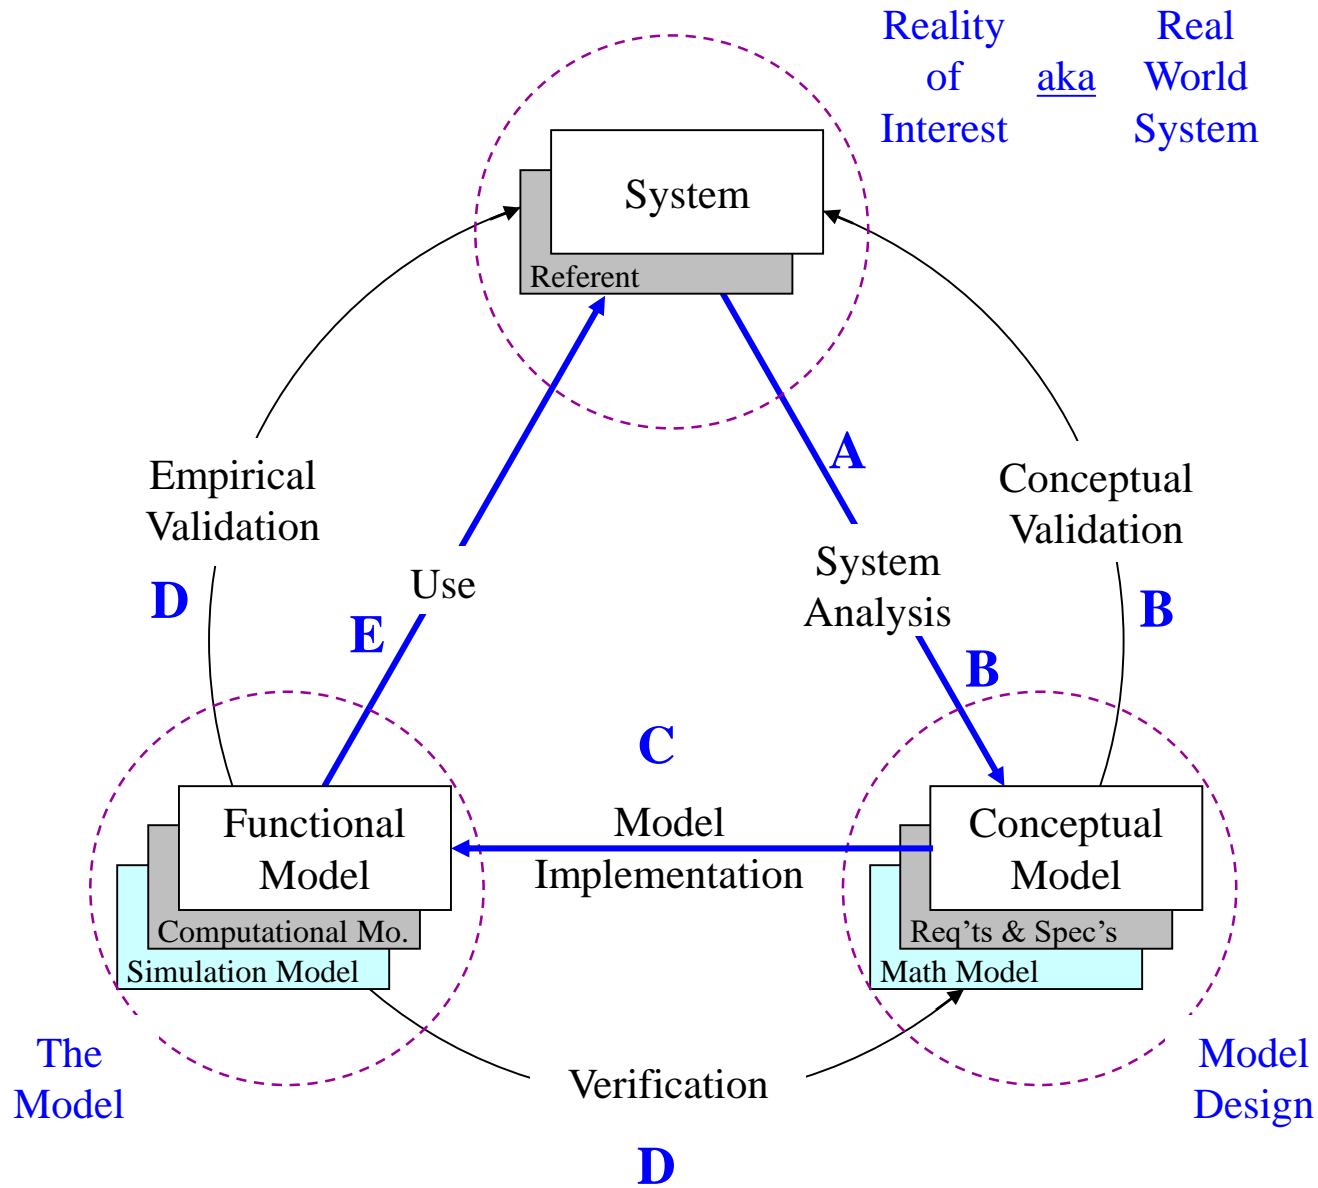 Reality
of
Interest
aka
Real
World
System
System
Referent
A
Empirical
Validation
Conceptual
Validation
System
Analysis
Use
D
E
B
B
C
Functional
Model
Computational Mo.
Simulation Model
Model
Implementation
Conceptual
Model
Req'ts & Spec's
Math Model
The
Model
Verification
Model
Design
D